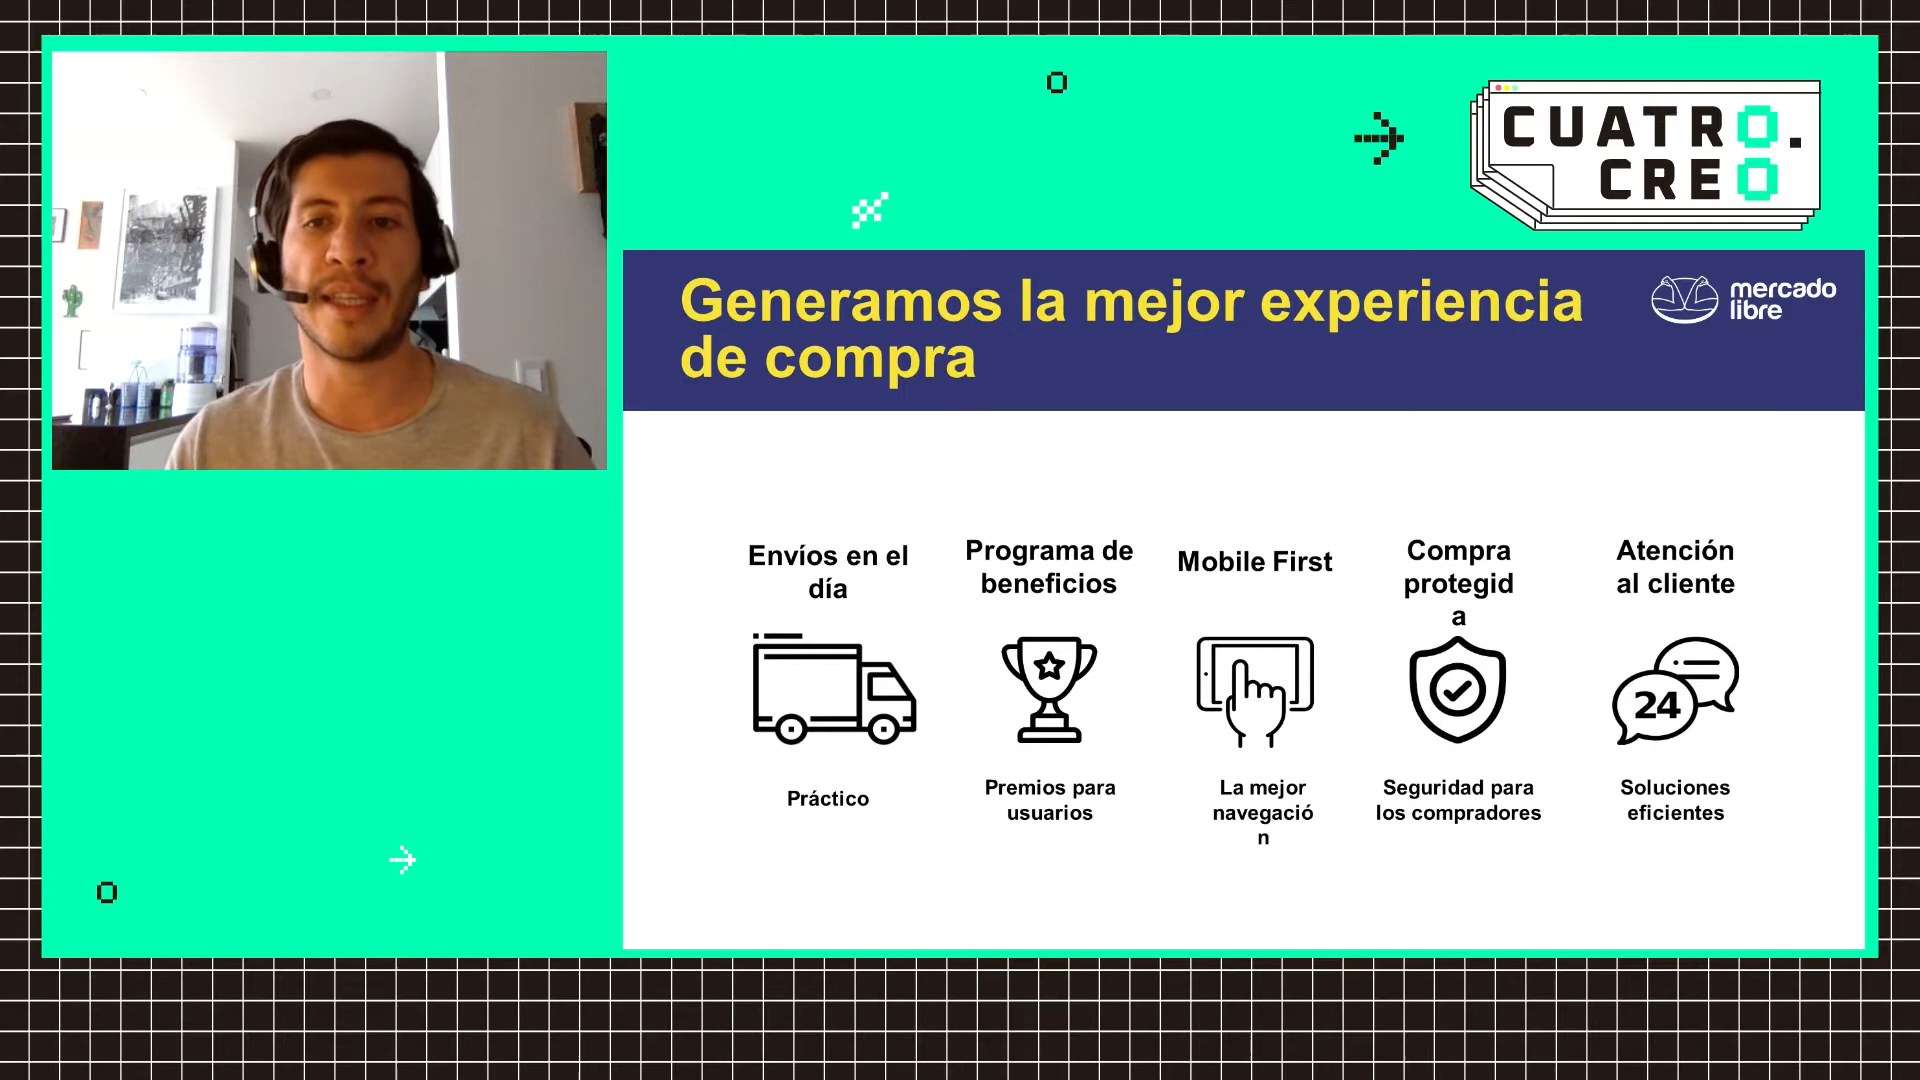 CUATRO.
CREO
Generamos la mejor experiencia
de compra
mercado
libre
Envíos en el
día
Programa de
beneficios
Mobile First
Compra
protegid
a
Atención
al cliente
24
Práctico
Premios para
usuarios
La mejor
navegació
n
Seguridad para
los compradores
Soluciones
eficientes